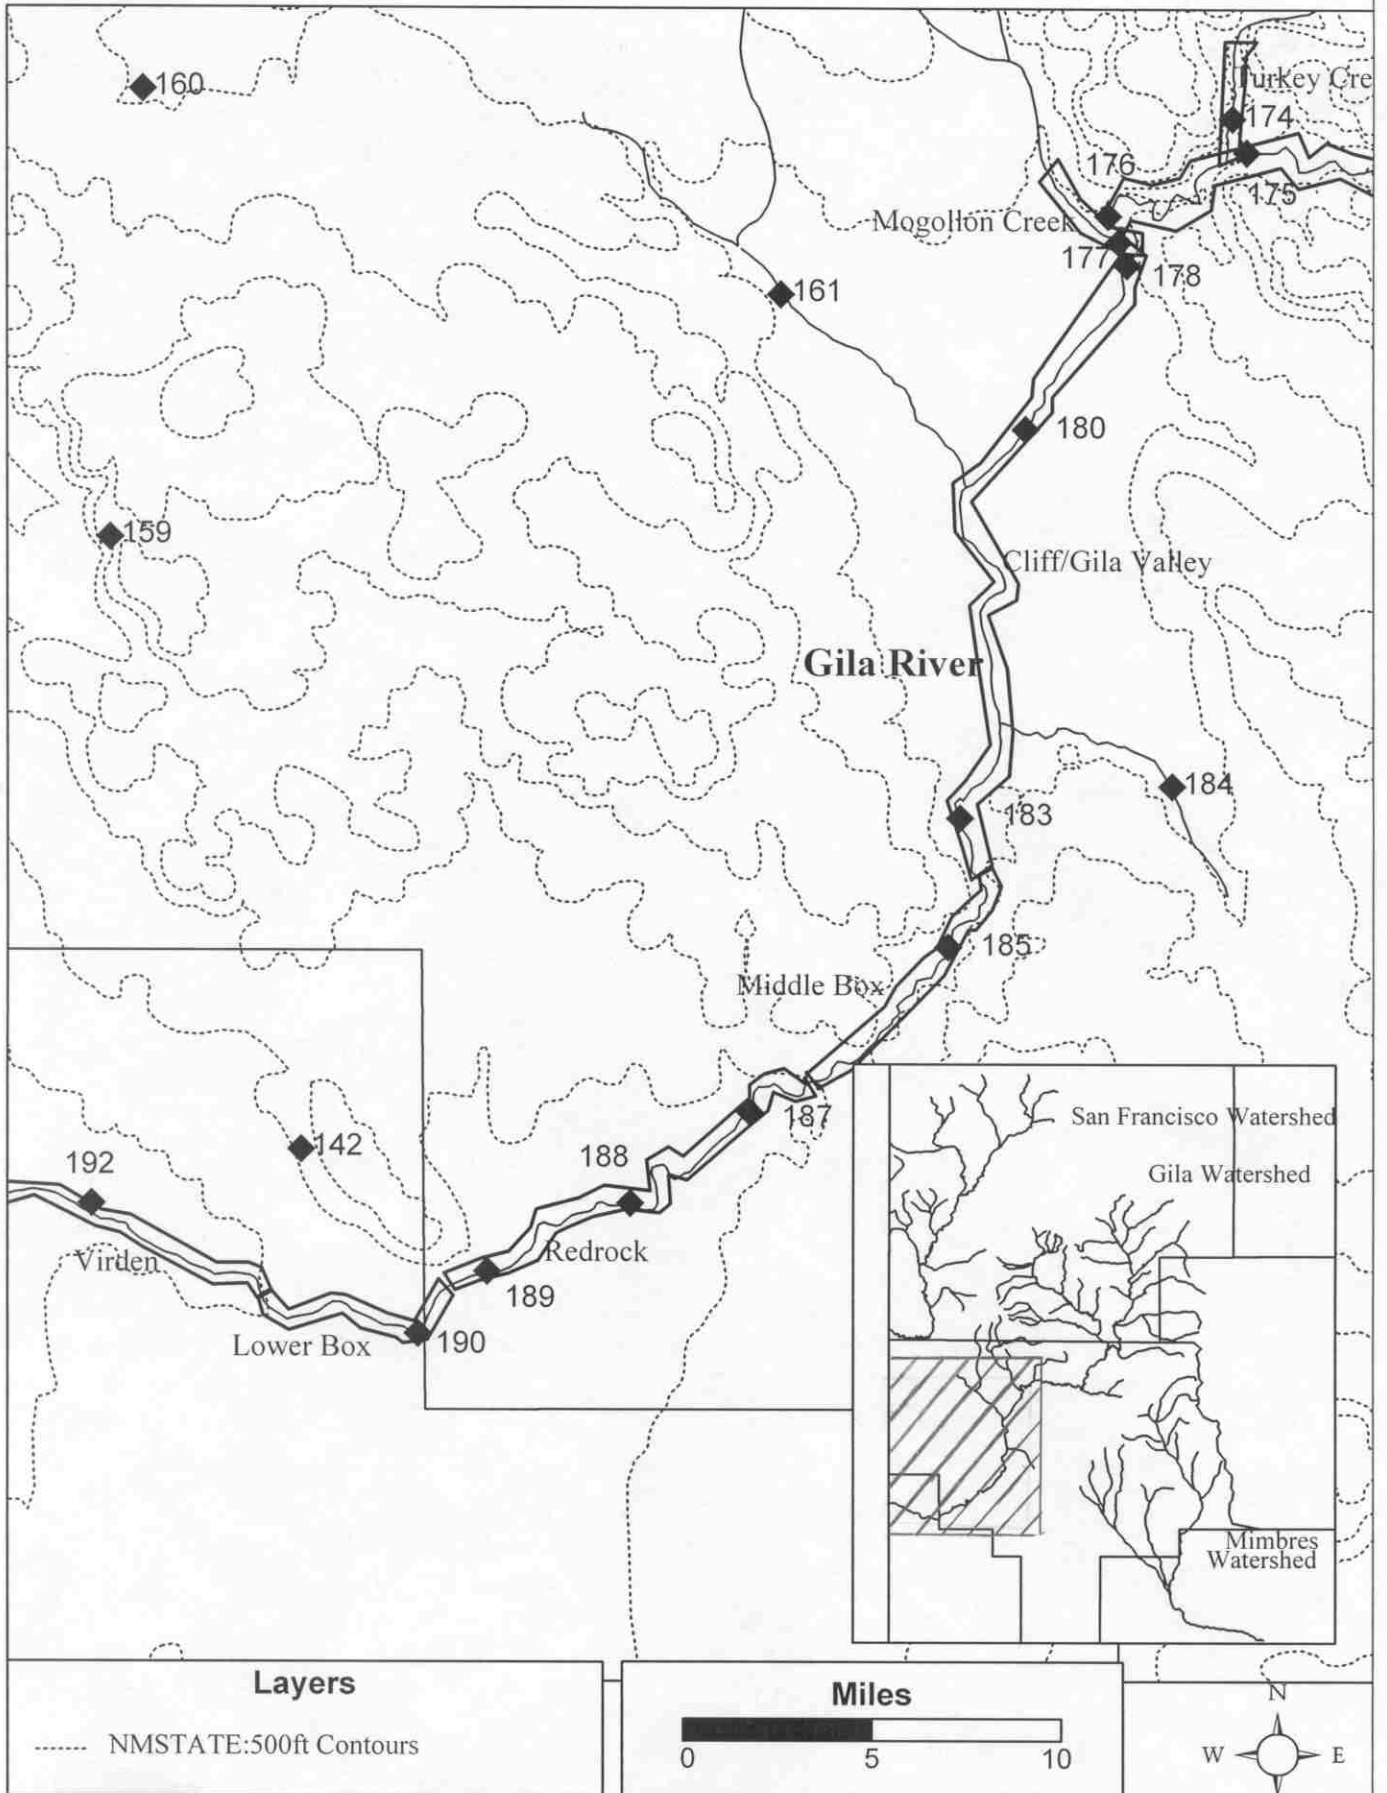 160
Turkey Cre
174
176
175
Mogollon Creek
177
178
161
180
159
Cliff/Gila Valley
Gila River
184
183
185
Middle Box
187
142
192
188
Virden
Redrock
189
Lower Box
190
San Francisco Watershed
Gila Watershed
Mimbres
Watershed
Layers
NMSTATE:500ft Contours
Miles
0 5 10
N
W E